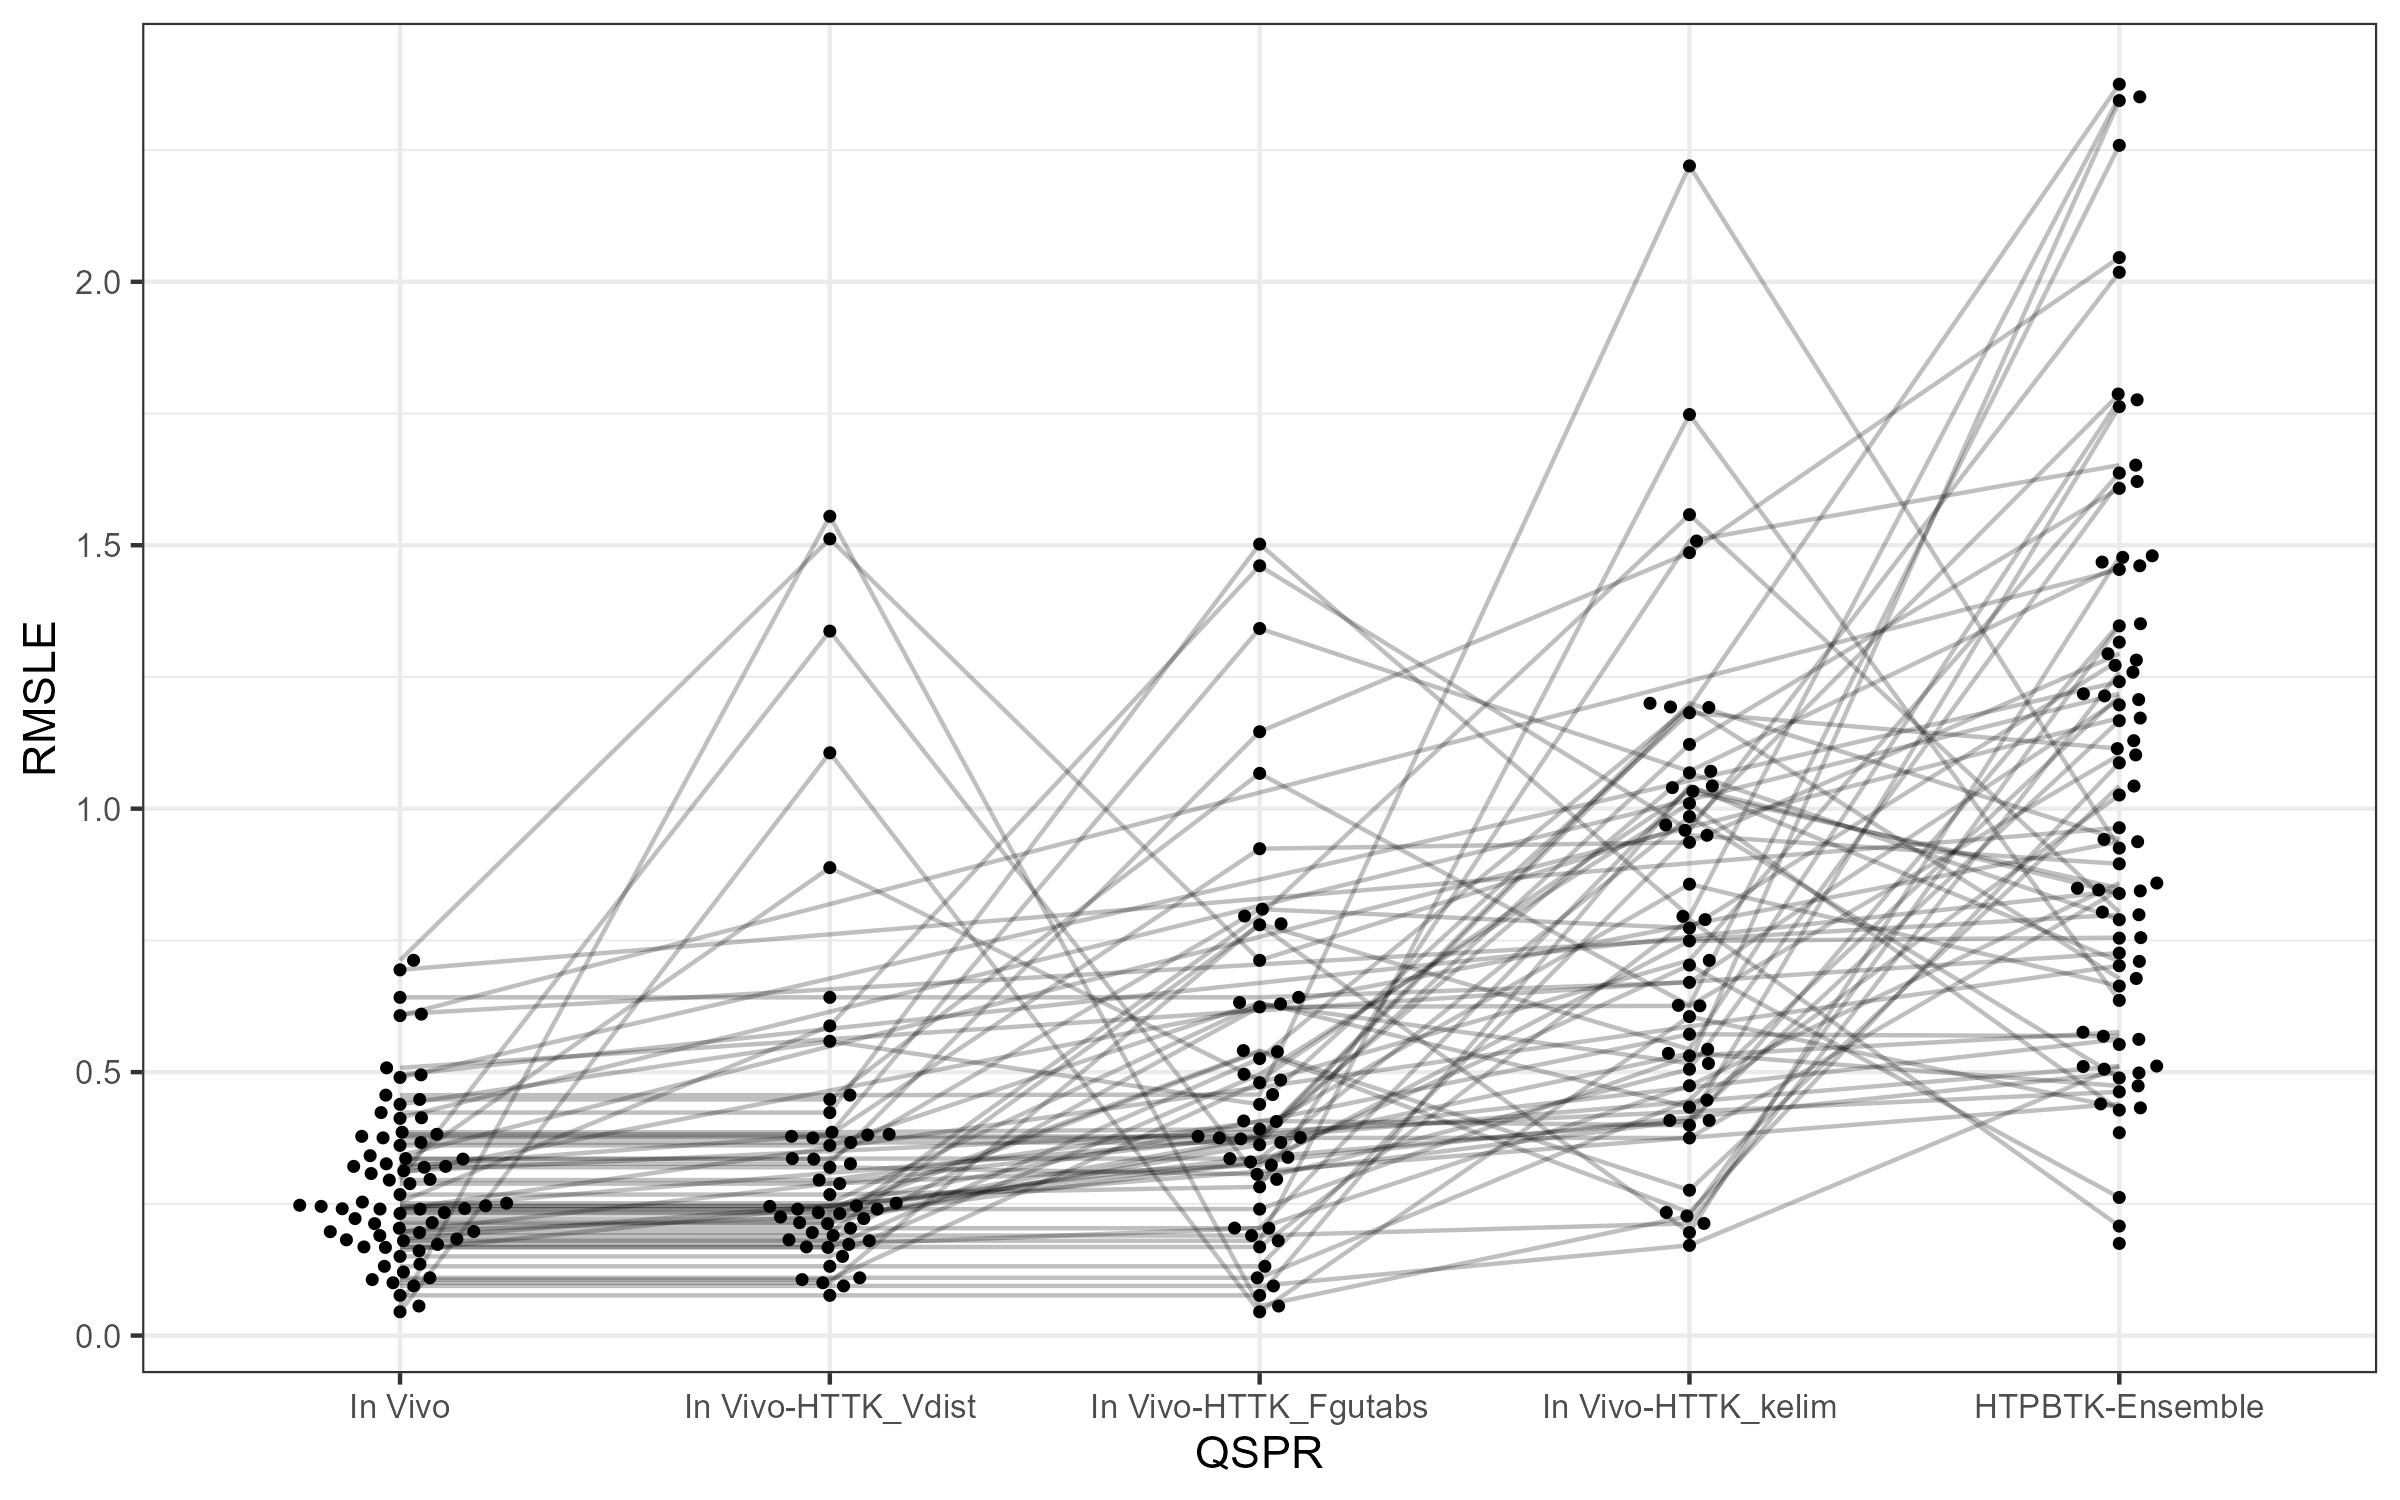 RMSLE
2.0
1.5
1.0
0.5
0.0
In Vivo
In Vivo-HTTK_Vdist
In Vivo-HTTK_Fgutabs
In Vivo-HTTK_kelim
HTPBTK-Ensemble
QSPR